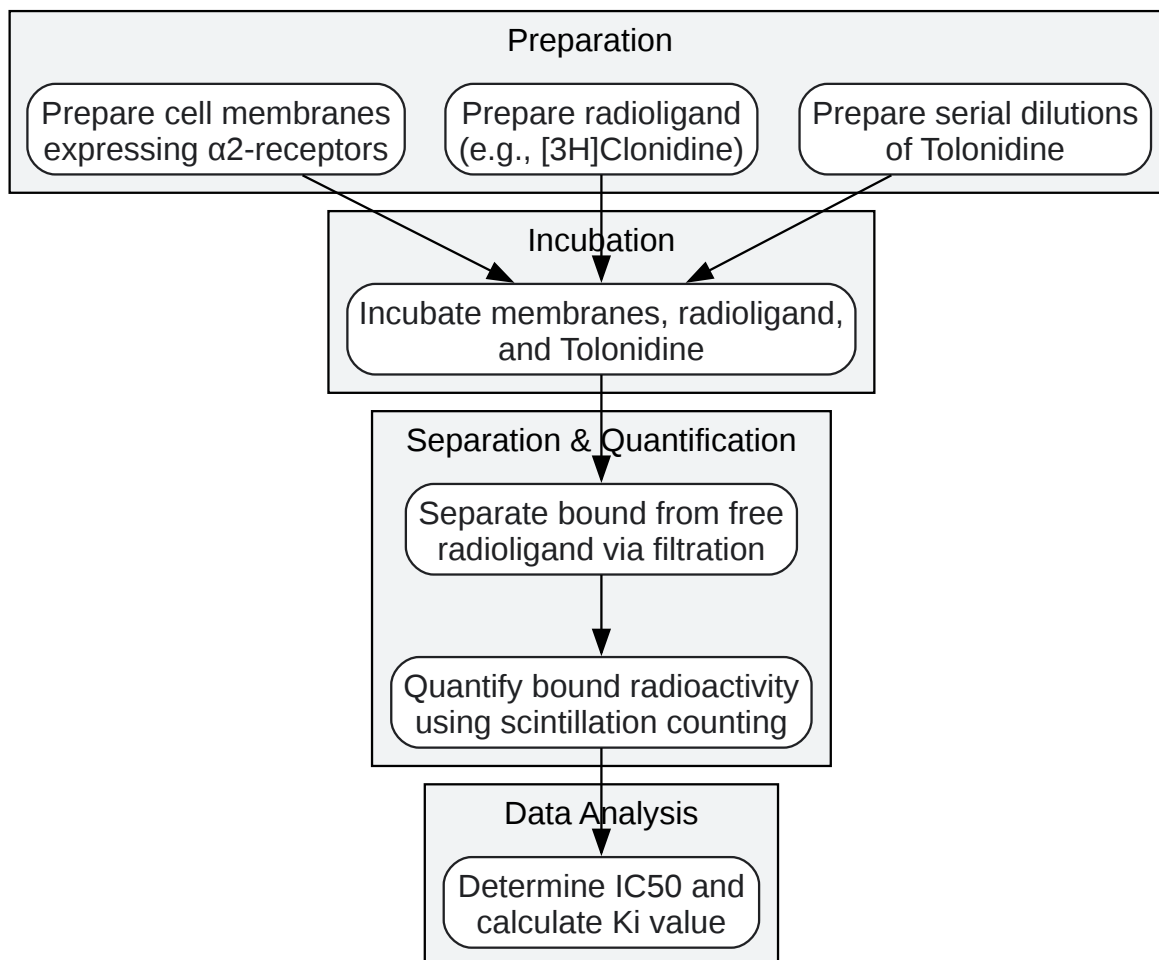 Preparation
Prepare cell membranes
expressing α2-receptors
Prepare radioligand
(e.g., [3H]Clonidine)
Prepare serial dilutions
of Tolonidine
Incubation
Incubate membranes, radioligand,
and Tolonidine
Separation & Quantification
Separate bound from free
radioligand via filtration
Quantify bound radioactivity
using scintillation counting
Data Analysis
Determine IC50 and
calculate Ki value